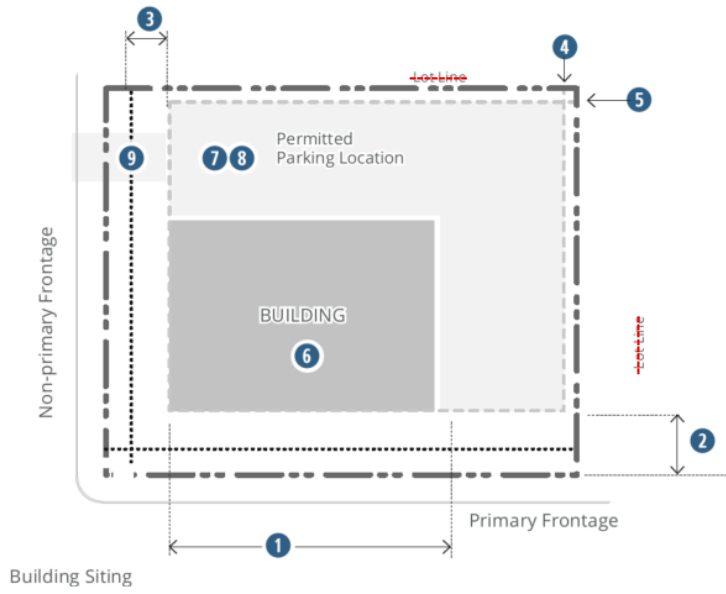 3
4
Lot Line
5
Permitted
Parking Location
7 8
9
Non-primary Frontage
BUILDING
6
Lot Line
2
Primary Frontage
1
Building Siting